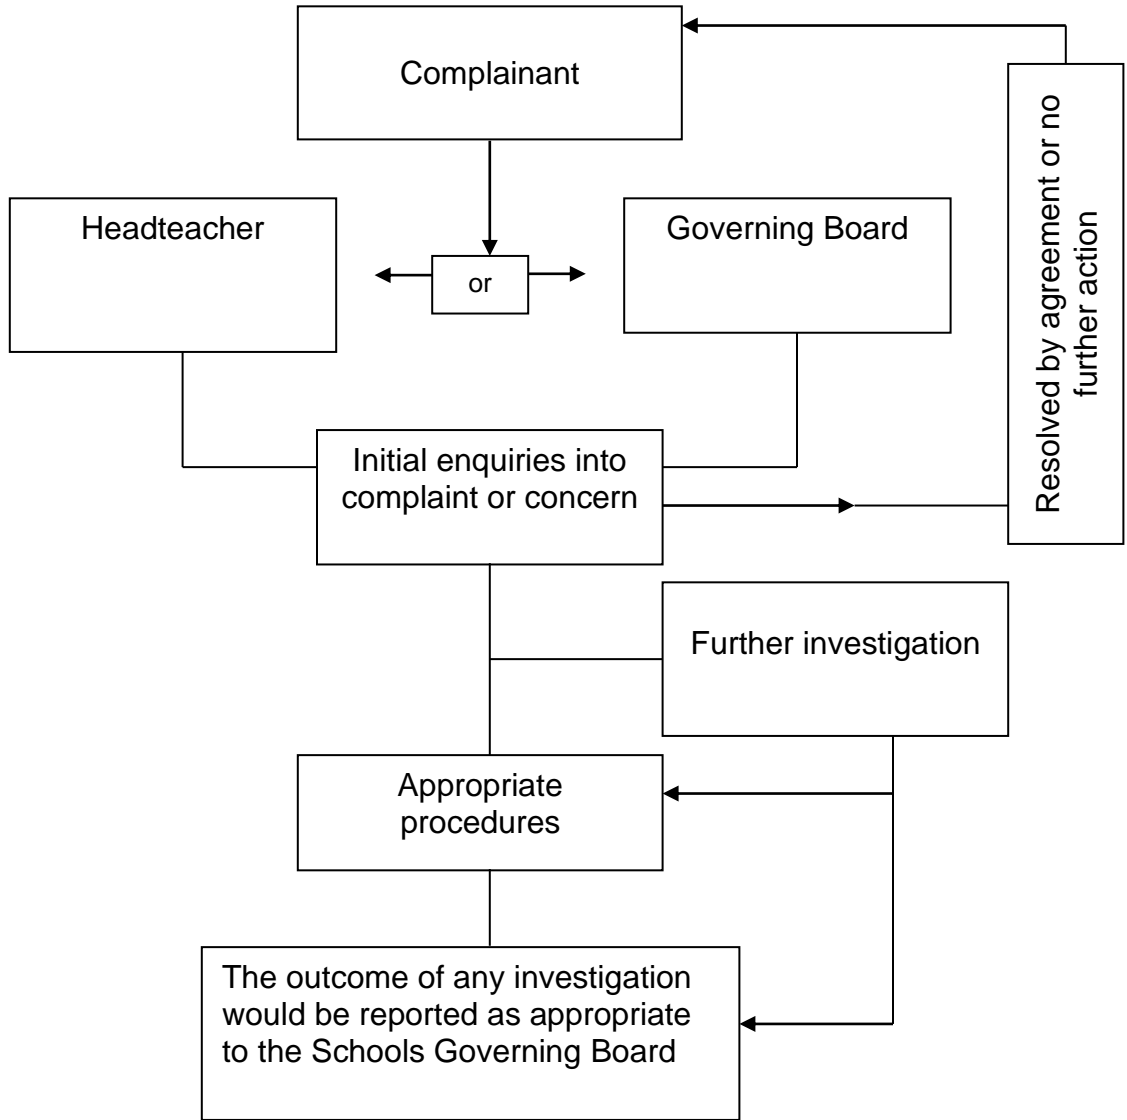 Complainant
Headteacher
Governing Board
or
Resolved by agreement or no
further action
Initial enquiries into
complaint or concern
Further investigation
Appropriate
procedures
The outcome of any investigation
would be reported as appropriate
to the Schools Governing Board